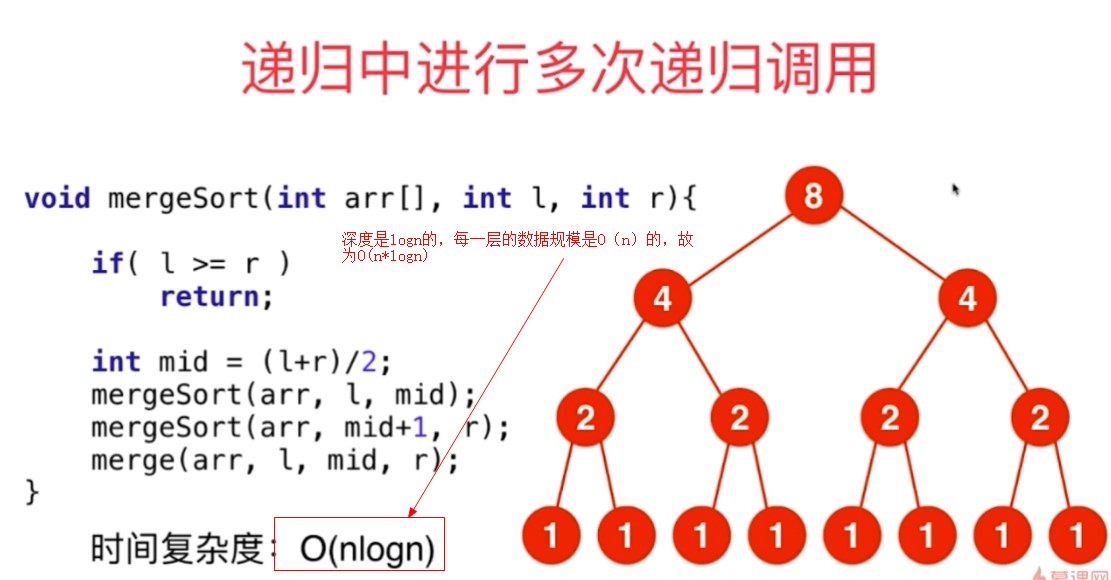 递归中进行多次递归调用
void mergeSort(int arr[], int l, int r){
深度是logn的，每一层的数据规模是O（n）的，故
为O(n*logn)
if( l >= r )
return;
int mid = (l+r)/2;
mergeSort(arr, l, mid);
mergeSort(arr, mid+1, r);
merge(arr, l, mid, r);
}
时间复杂度：O(nlogn)
8
4 4
2 2 2 2
1 1 1 1 1 1 1 1
慕课网